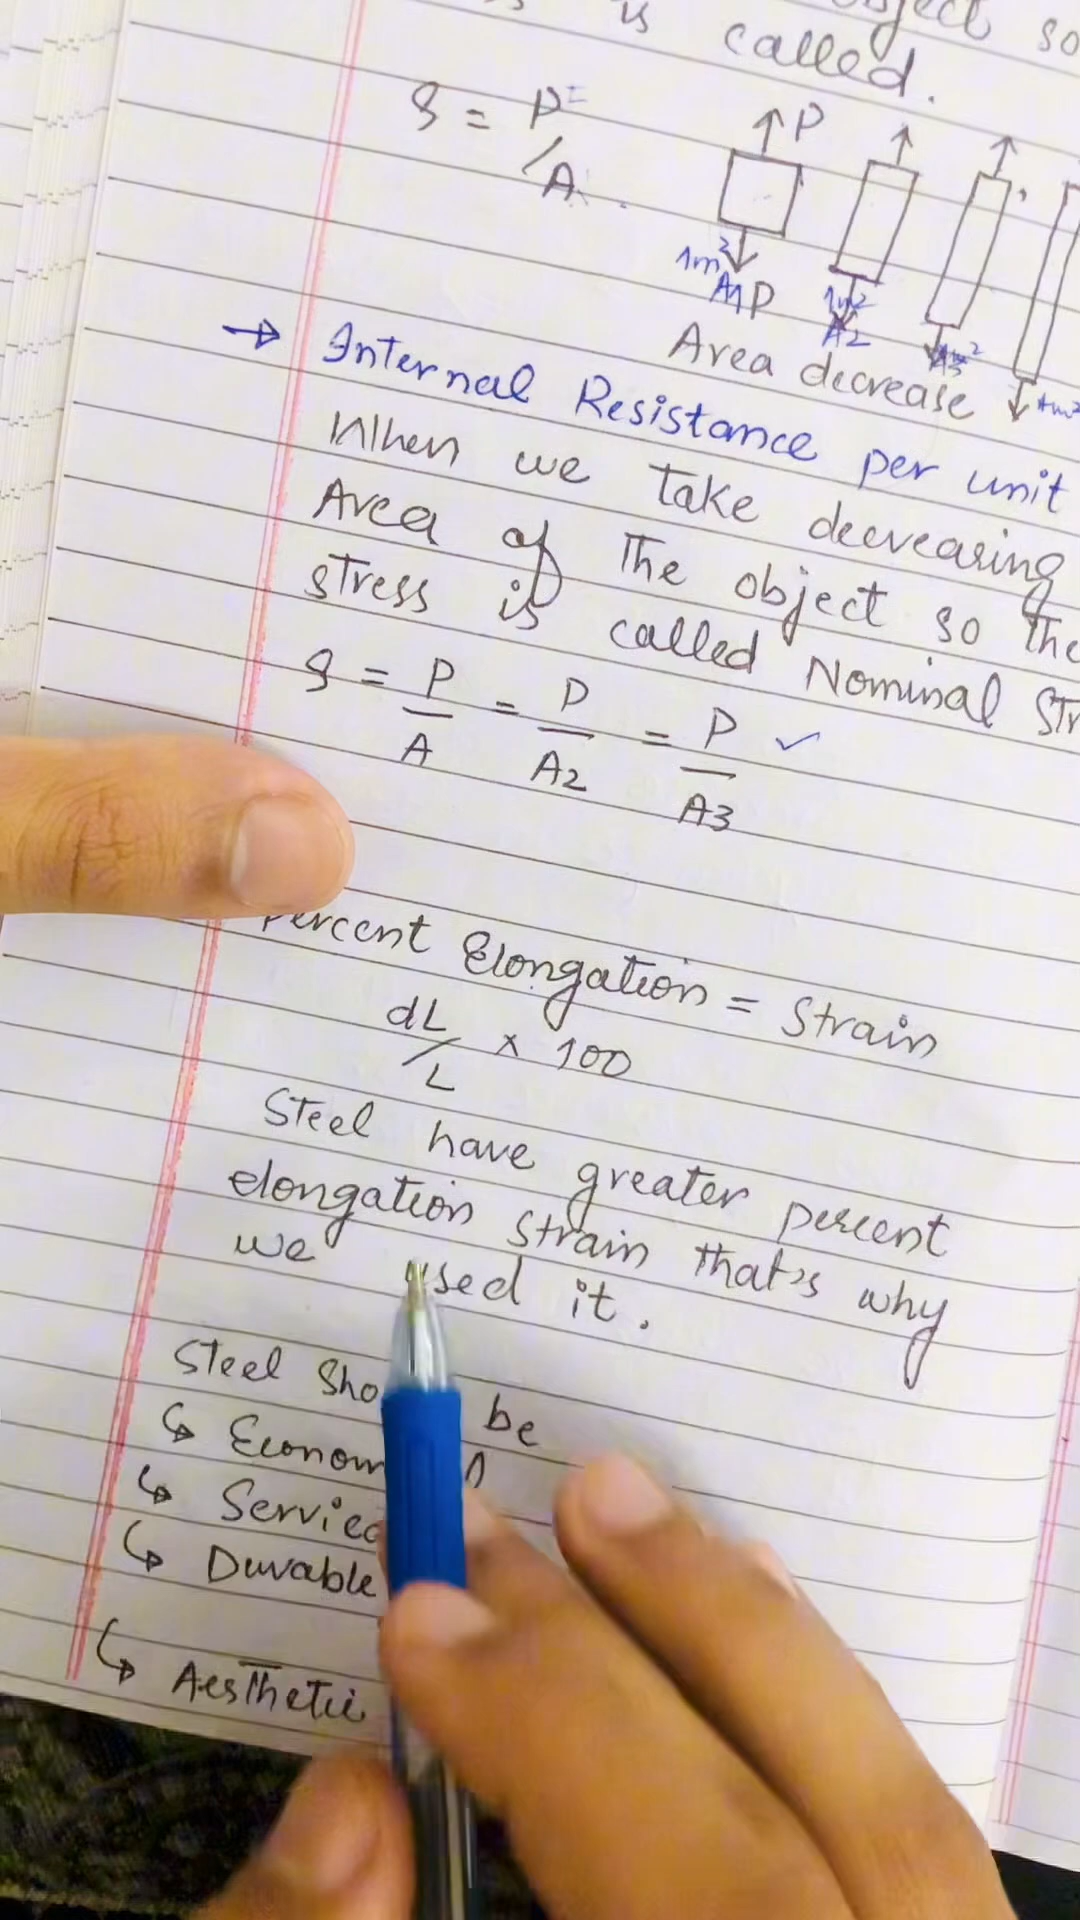 is called.
S = P
/A
P
1m²
A1
P
1m²
A2
A3
Area decrease
→ Internal Resistance per unit
When we take decreasing
Area of the object so the
stress is called Nominal
S = P/A = P/A2 = P/A3 ✓
Percent Elongation = Strain
dL/L × 100
Steel have greater percent
elongation strain that's why
we used it.
Steel be
Durable
Aesthetic